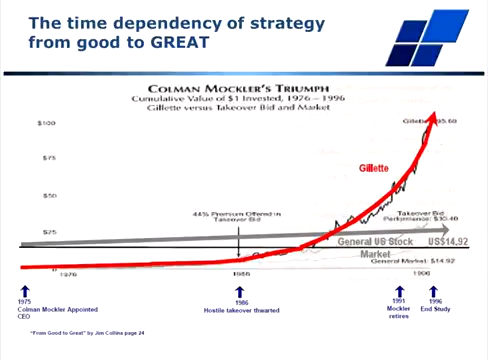 The time dependency of strategy
from good to GREAT
COLMAN MOCKLER'S TRIUMPH
Cumulative Value of $1 Invested, 1976 – 1996
Gillette versus Takeover Bid and Market
$100
Gillette
$75
Gillette
$50
44% Premium Offered in
Takeover Bid
Takeover Bid
Performance: $30.40
$25
General US Stock US$14,92
Market
General Market: $14.92
0
1976
1996
1975
Colman Mockler Appointed
CEO
1986
Hostile takeover thwarted
1991
Mockler
retires
1996
End Study
"From Good to Great" by Jim Collins page 24